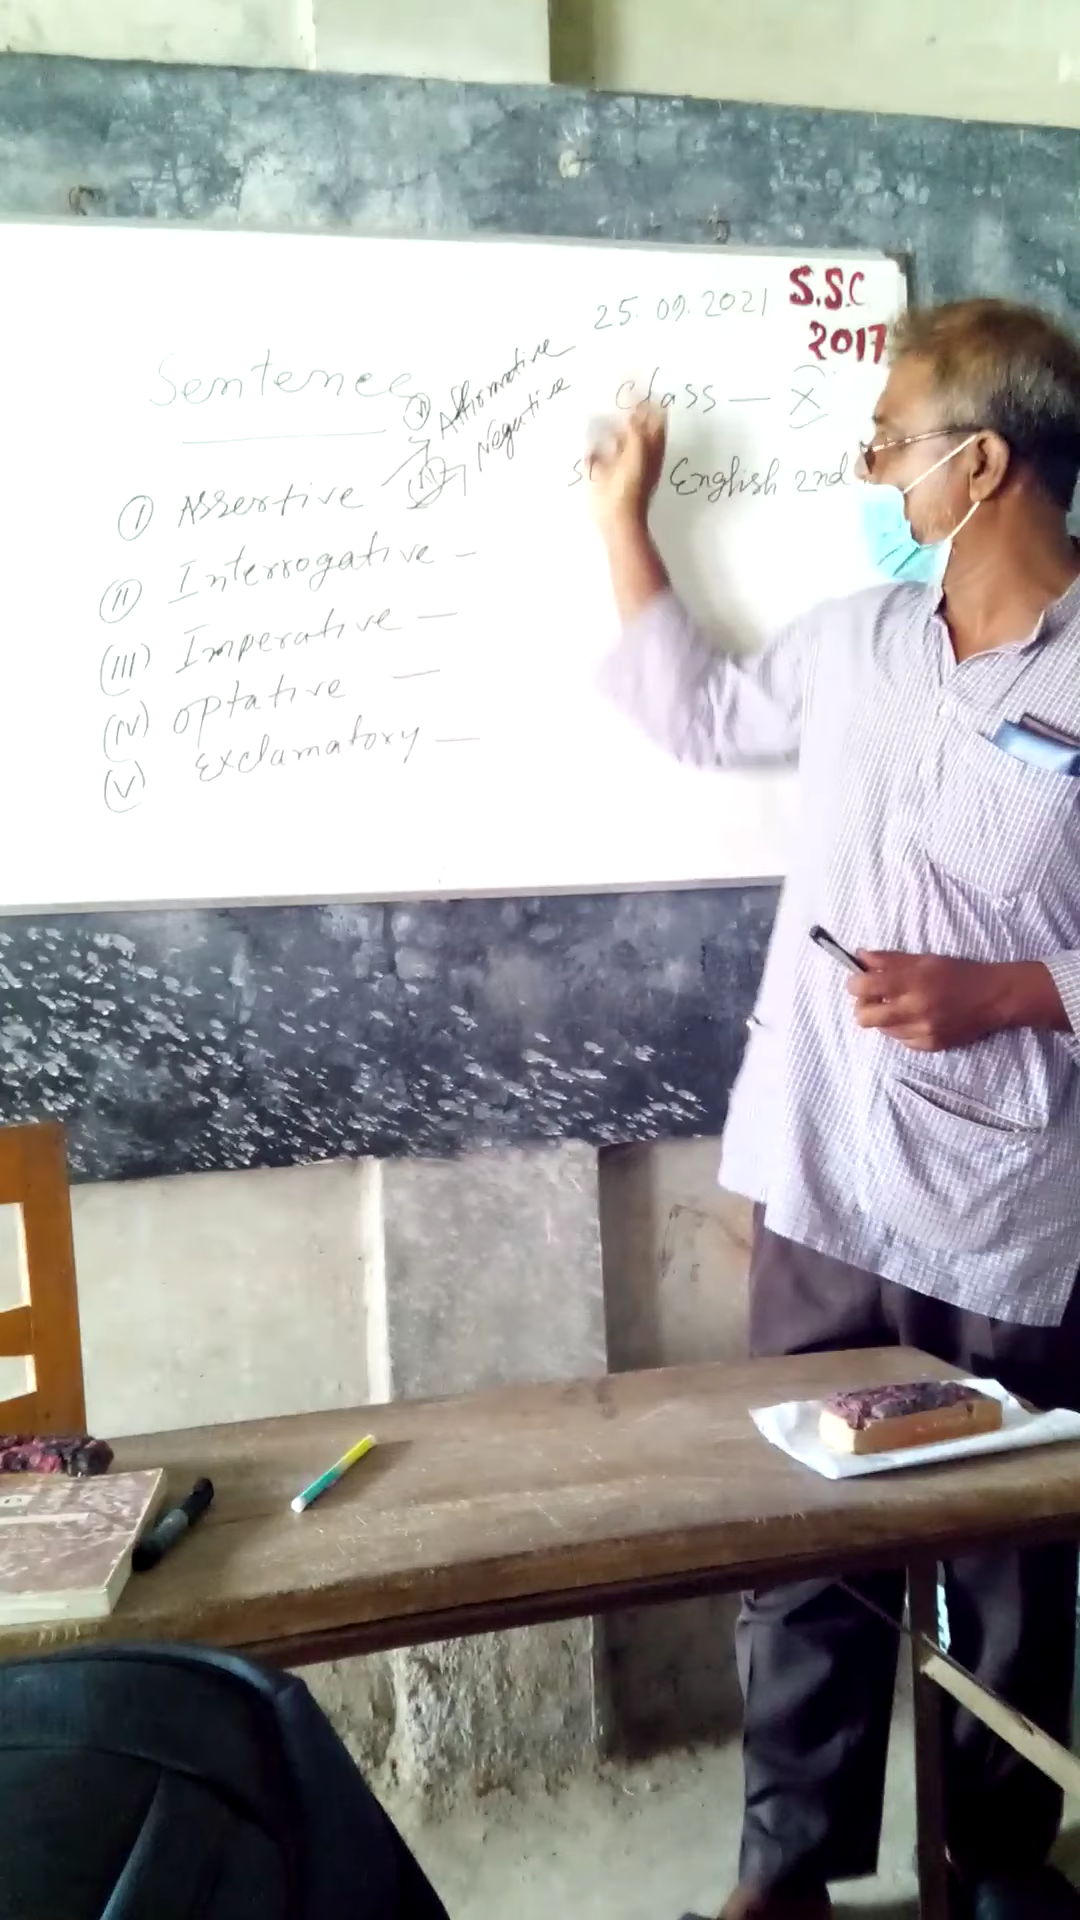 25.09.2021
S.S.C
2017
Sentence
Class — X
English 2nd
(I) Assertive
(I) Affirmative
(II) Negative
(II) Interrogative —
(III) Imperative —
(IV) Optative —
(V) Exclamatory —